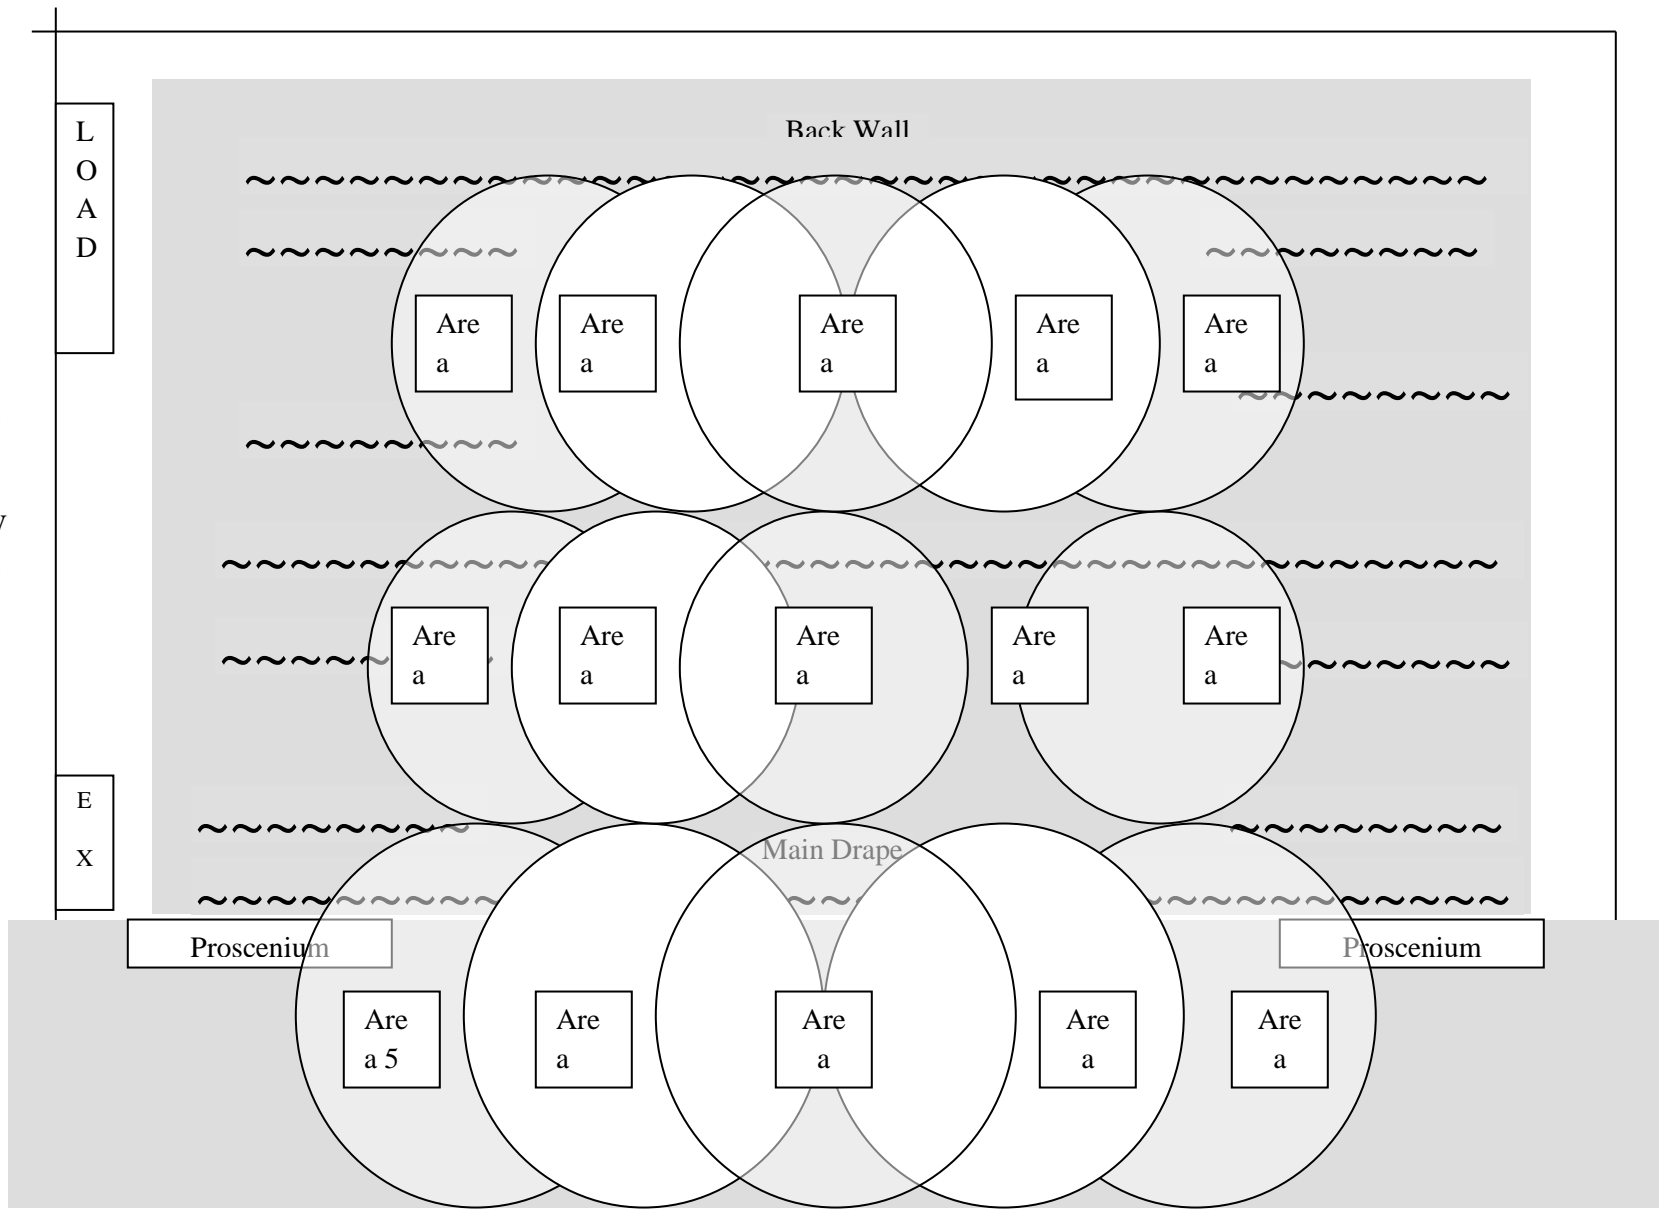 Back Wall
L
O
A
D
Are
a
Are
a
Are
a
Are
a
Are
a
Are
a
Are
a
Are
a
Are
a
Are
a
E
X
Main Drape
Proscenium
Proscenium
Are
a 5
Are
a
Are
a
Are
a
Are
a